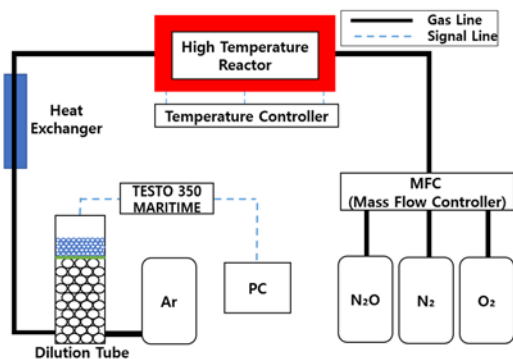 High Temperature
Reactor
Gas Line
Signal Line
Temperature Controller
Heat
Exchanger
TESTO 350
MARITIME
MFC
(Mass Flow Controller)
Ar
PC
N₂O
N₂
O₂
Dilution Tube